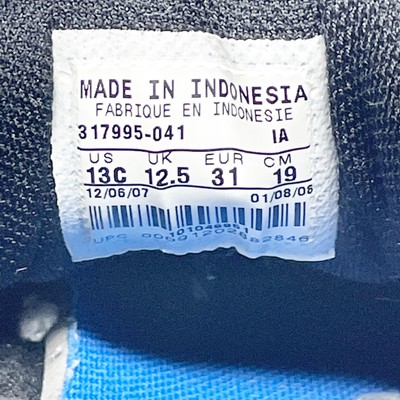 MADE IN INDONESIA
FABRIQUE EN INDONESIE
317995-041 IA
US UK EUR CM
13C 12.5 31 19
12/06/07 01/08/08